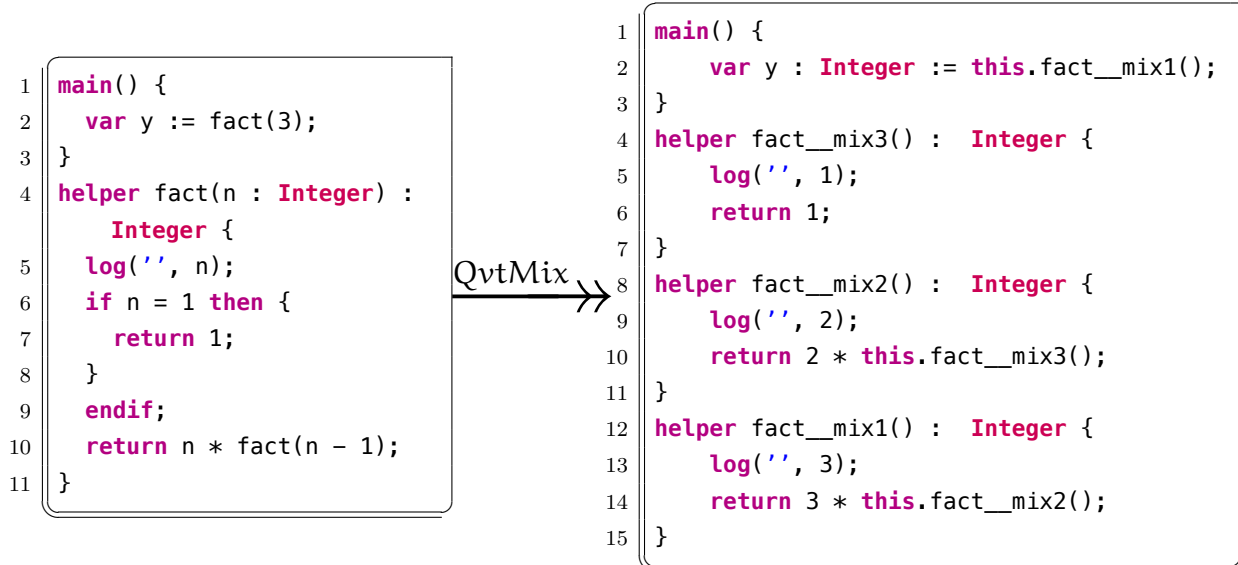 1 main() {
2 var y := fact(3);
3 }
4 helper fact(n : Integer) :
Integer {
5 log('', n);
6 if n = 1 then {
7 return 1;
8 }
9 endif;
10 return n * fact(n − 1);
11 }
QvtMix
1 main() {
2 var y : Integer := this.fact__mix1();
3 }
4 helper fact__mix3() : Integer {
5 log('', 1);
6 return 1;
7 }
8 helper fact__mix2() : Integer {
9 log('', 2);
10 return 2 * this.fact__mix3();
11 }
12 helper fact__mix1() : Integer {
13 log('', 3);
14 return 3 * this.fact__mix2();
15 }